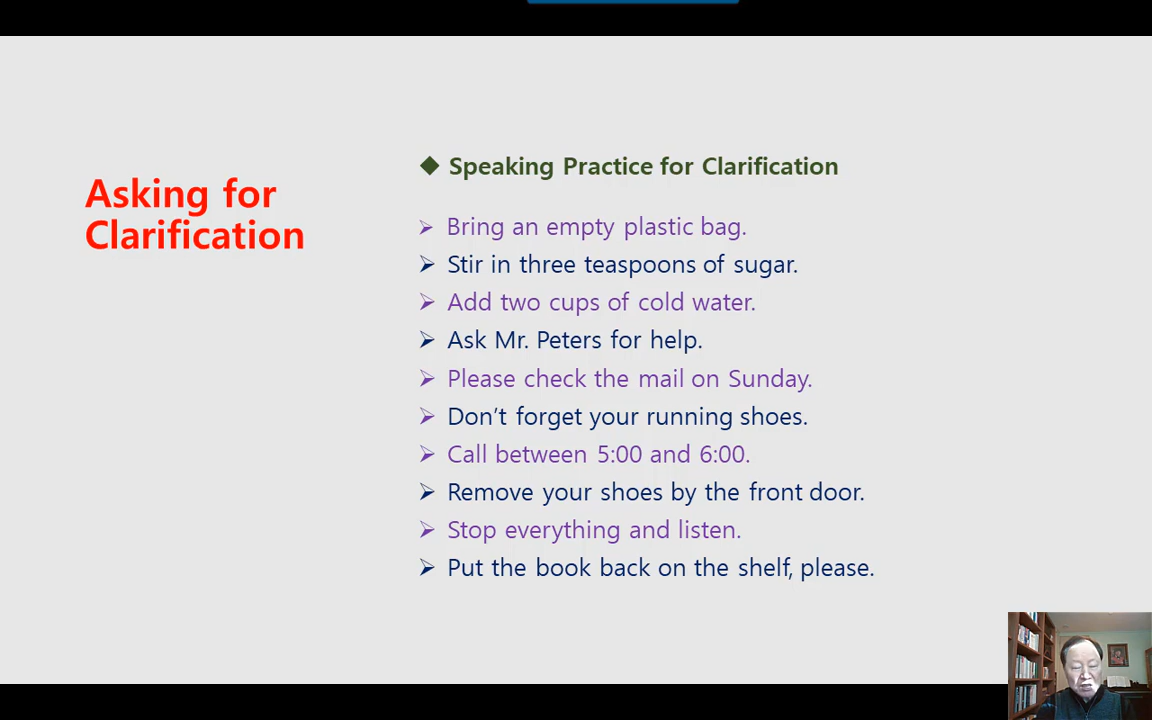 Asking for
Clarification
◆ Speaking Practice for Clarification
➢ Bring an empty plastic bag.
➢ Stir in three teaspoons of sugar.
➢ Add two cups of cold water.
➢ Ask Mr. Peters for help.
➢ Please check the mail on Sunday.
➢ Don’t forget your running shoes.
➢ Call between 5:00 and 6:00.
➢ Remove your shoes by the front door.
➢ Stop everything and listen.
➢ Put the book back on the shelf, please.